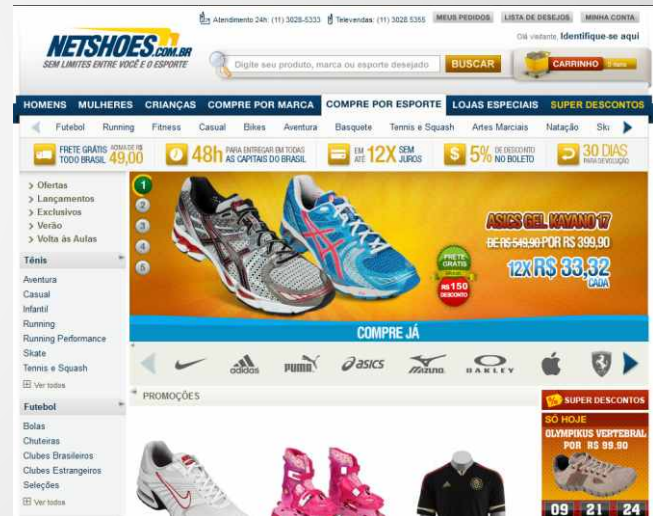 Atendimento 24h: (11) 3028-5333 Televendas: (11) 3028 5355 MEUS PEDIDOS LISTA DE DESEJOS MINHA CONTA
Olá visitante, Identifique-se aqui
NETSHOES.COM.BR
SEM LIMITES ENTRE VOCÊ E O ESPORTE
Digite seu produto, marca ou esporte desejado BUSCAR CARRINHO 0 itens
HOMENS MULHERES CRIANÇAS COMPRE POR MARCA COMPRE POR ESPORTE LOJAS ESPECIAIS SUPER DESCONTOS
Futebol Running Fitness Casual Bikes Aventura Basquete Tennis e Squash Artes Marciais Natação
FRETE GRÁTIS ACIMA DE R$
TODO BRASIL 49,00
48h PARA ENTREGAR EM TODAS
AS CAPITAIS DO BRASIL
EM ATÉ 12X SEM JUROS
5% DE DESCONTO
NO BOLETO
30 DIAS
PARA DEVOLUÇÃO
> Ofertas
> Lançamentos
> Exclusivos
> Verão
> Volta às Aulas
Tênis
Aventura
Casual
Infantil
Running
Running Performance
Skate
Tennis e Squash
Ver todos
Futebol
Bolas
Chuteiras
Clubes Brasileiros
Clubes Estrangeiros
Seleções
Ver todos
1
2
3
4
5
ASICS GEL KAYANO 17
DE R$ 549,90 POR R$ 399,90
12X R$ 33,32
CADA
FRETE
GRÁTIS
R$ 150
DESCONTO
COMPRE JÁ
adidas PUMA asics MIZUNO OAKLEY
PROMOÇÕES
% SUPER DESCONTOS
SÓ HOJE
OLYMPIKUS VERTEBRAL
POR R$ 99,90
09 21 24